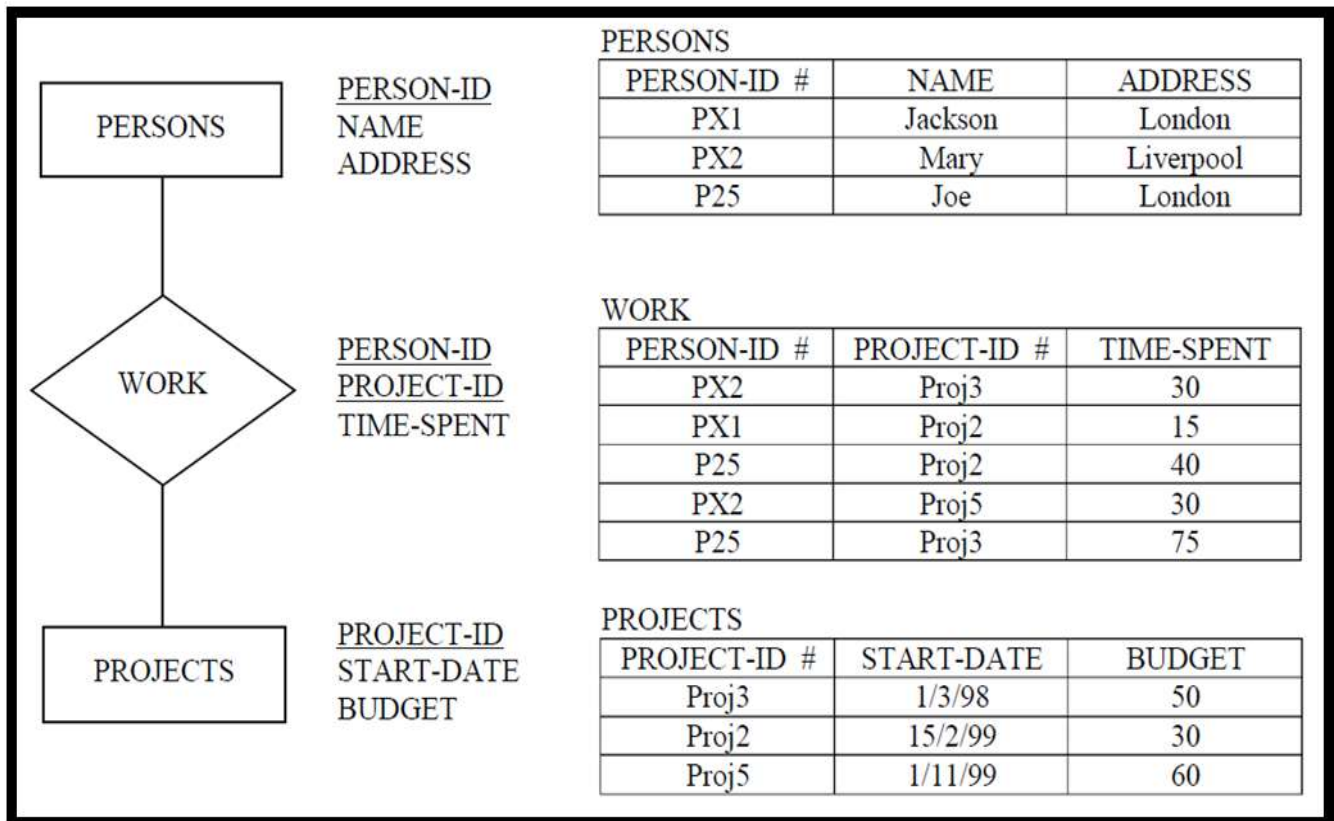 PERSONS
PERSON-ID
NAME
ADDRESS
PERSONS
PERSON-ID # NAME ADDRESS
PX1 Jackson London
PX2 Mary Liverpool
P25 Joe London
WORK
PERSON-ID
PROJECT-ID
TIME-SPENT
WORK
PERSON-ID # PROJECT-ID # TIME-SPENT
PX2 Proj3 30
PX1 Proj2 15
P25 Proj2 40
PX2 Proj5 30
P25 Proj3 75
PROJECTS
PROJECT-ID
START-DATE
BUDGET
PROJECTS
PROJECT-ID # START-DATE BUDGET
Proj3 1/3/98 50
Proj2 15/2/99 30
Proj5 1/11/99 60